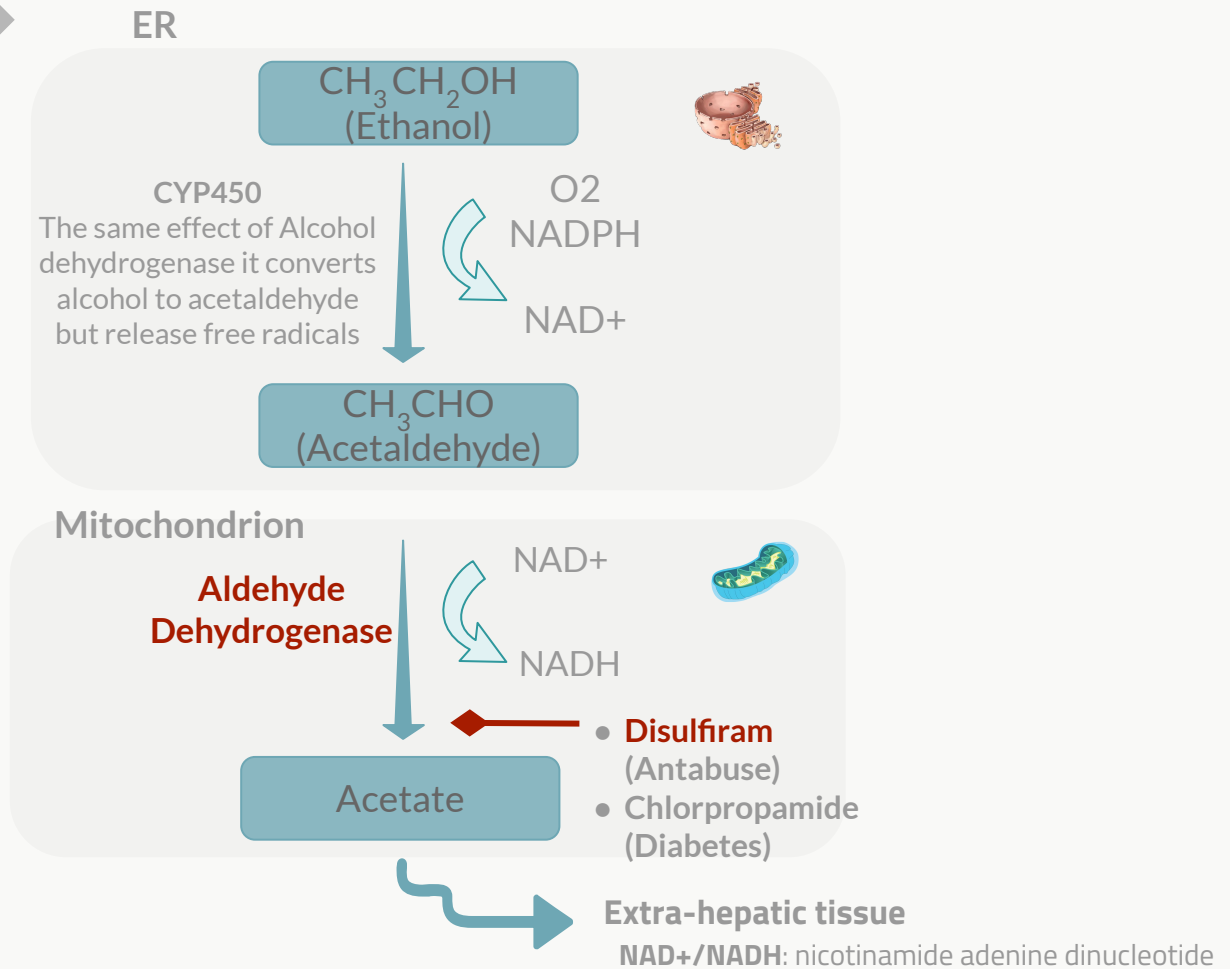 ER
CH3CH2OH
(Ethanol)
CYP450
The same effect of Alcohol
dehydrogenase it converts
alcohol to acetaldehyde
but release free radicals
O2
NADPH
NAD+
CH3CHO
(Acetaldehyde)
Mitochondrion
Aldehyde
Dehydrogenase
NAD+
NADH
● Disulfiram
(Antabuse)
● Chlorpropamide
(Diabetes)
Acetate
Extra-hepatic tissue
NAD+/NADH: nicotinamide adenine dinucleotide